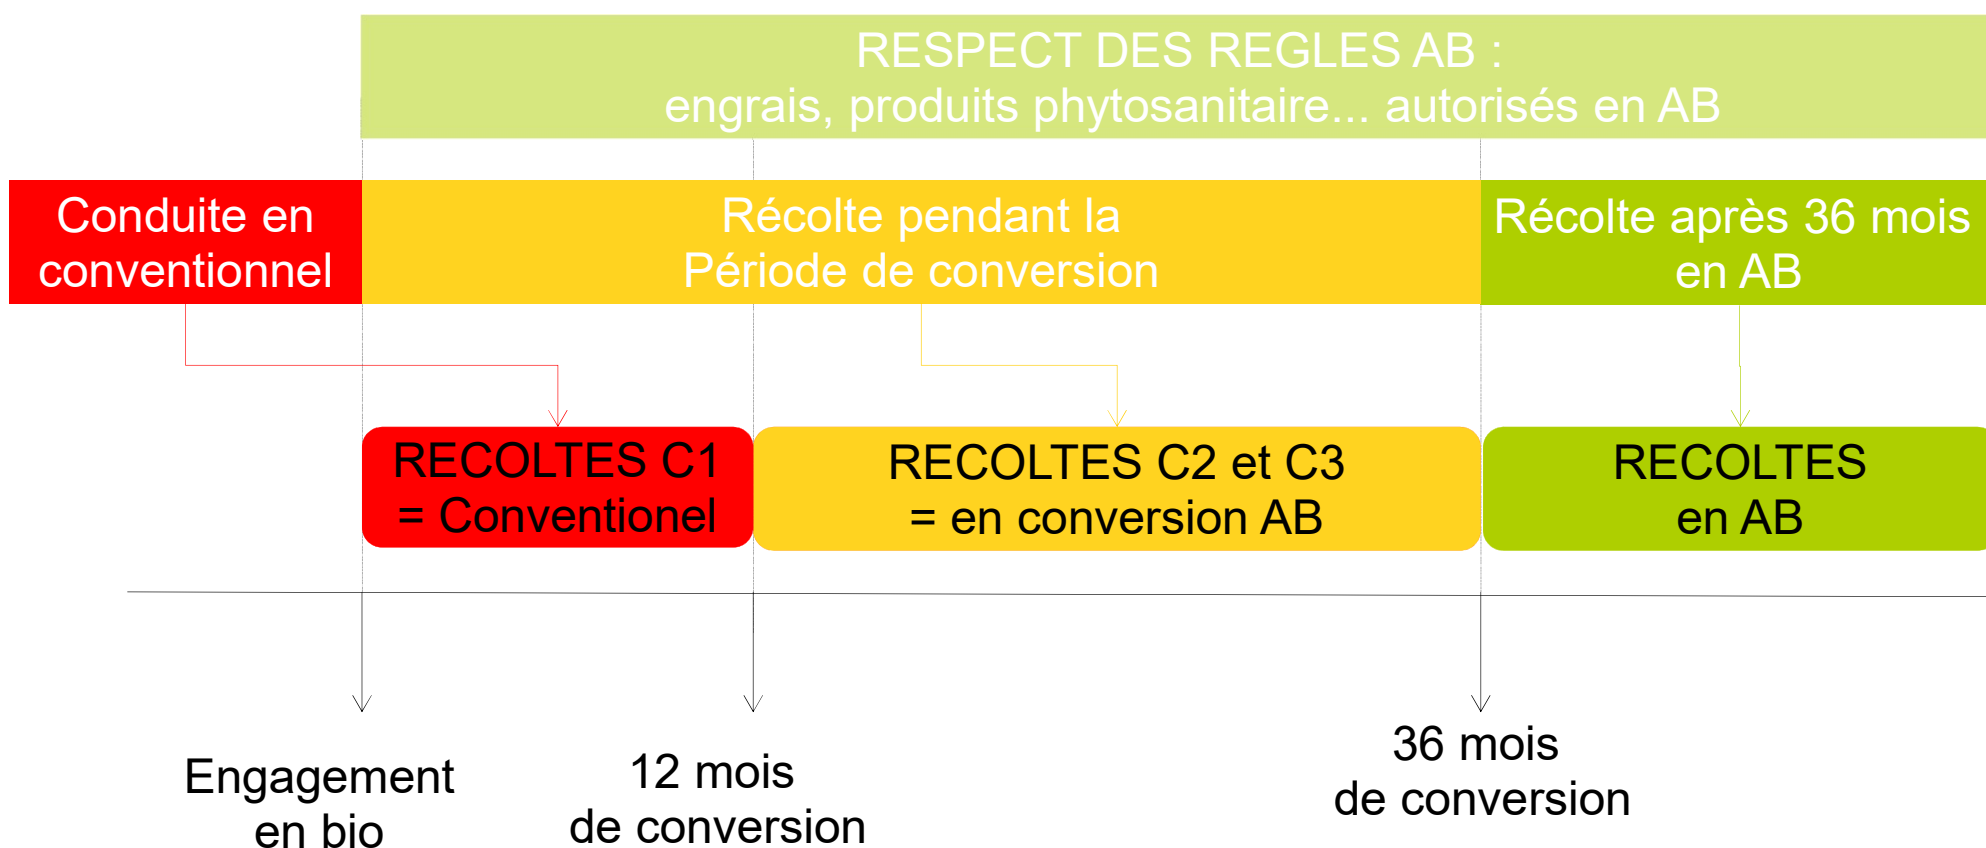 RESPECT DES REGLES AB :
engrais, produits phytosanitaire... autorisés en AB
Conduite en
conventionnel
Récolte pendant la
Période de conversion
Récolte après 36 mois
en AB
RECOLTES C1
= Conventionel
RECOLTES C2 et C3
= en conversion AB
RECOLTES
en AB
Engagement
en bio
12 mois
de conversion
36 mois
de conversion